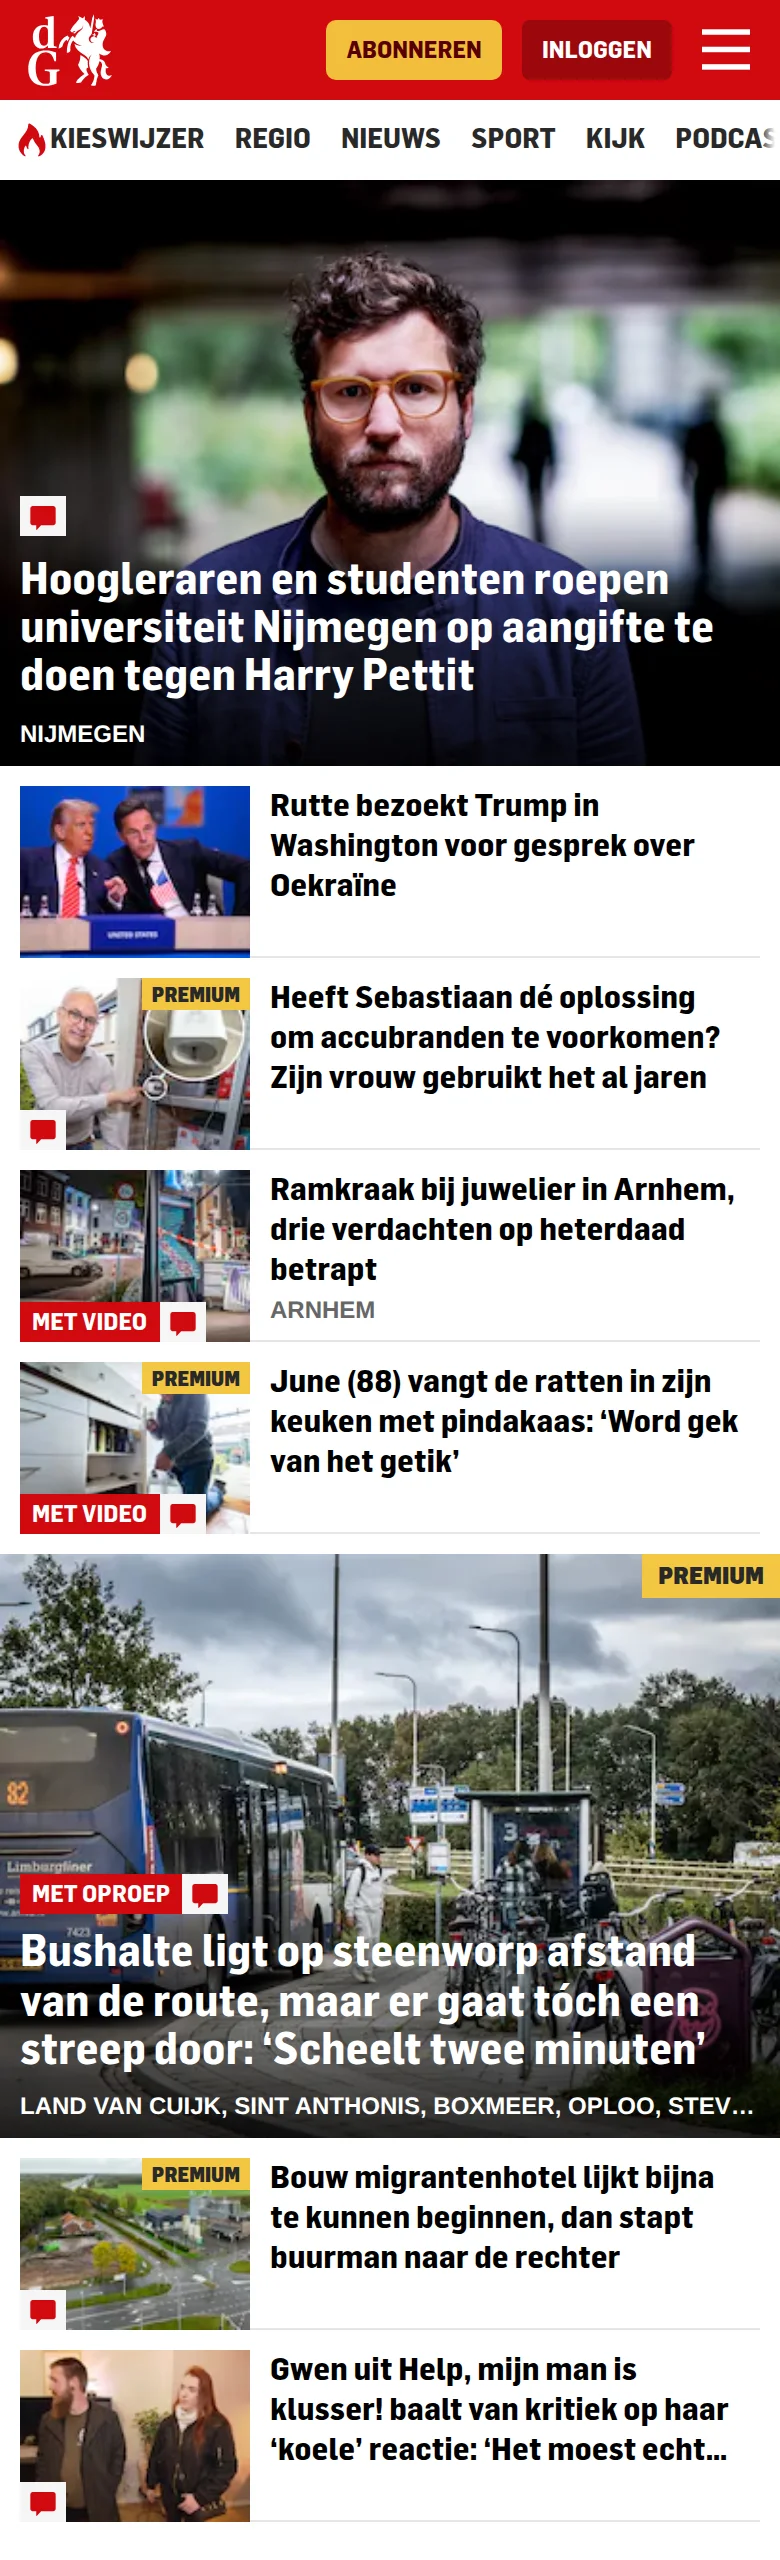 dG
ABONNEREN
INLOGGEN
KIESWIJZER REGIO NIEUWS SPORT KIJK PODCAS
Hoogleraren en studenten roepen
universiteit Nijmegen op aangifte te
doen tegen Harry Pettit
NIJMEGEN
UNITED STATES
Rutte bezoekt Trump in
Washington voor gesprek over
Oekraïne
PREMIUM
Heeft Sebastiaan dé oplossing
om accubranden te voorkomen?
Zijn vrouw gebruikt het al jaren
MET VIDEO
Ramkraak bij juwelier in Arnhem,
drie verdachten op heterdaad
betrapt
ARNHEM
PREMIUM
MET VIDEO
June (88) vangt de ratten in zijn
keuken met pindakaas: ‘Word gek
van het getik’
PREMIUM
82
Limburgliner
7423
MET OPROEP
Bushalte ligt op steenworp afstand
van de route, maar er gaat tóch een
streep door: ‘Scheelt twee minuten’
LAND VAN CUIJK, SINT ANTHONIS, BOXMEER, OPLOO, STEV…
PREMIUM
Bouw migrantenhotel lijkt bijna
te kunnen beginnen, dan stapt
buurman naar de rechter
Gwen uit Help, mijn man is
klusser! baalt van kritiek op haar
‘koele’ reactie: ‘Het moest echt…